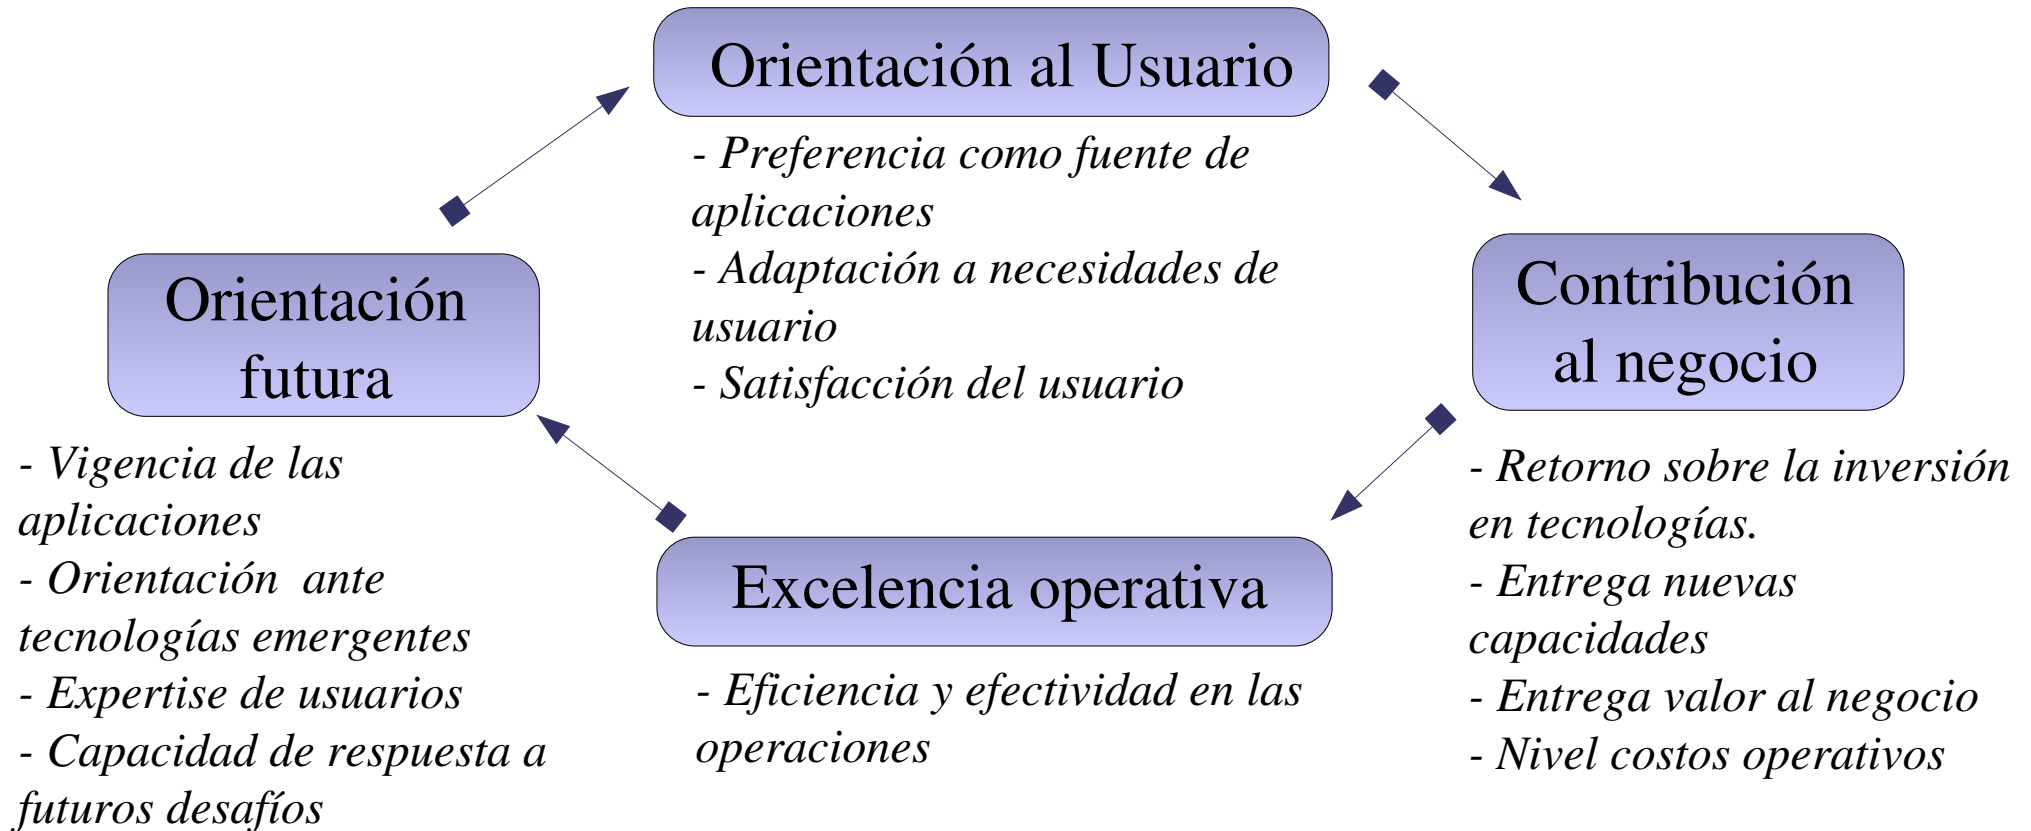 Orientación al Usuario
- Preferencia como fuente de
aplicaciones
- Adaptación a necesidades de
usuario
- Satisfacción del usuario
Orientación
futura
- Vigencia de las
aplicaciones
- Orientación  ante
tecnologías emergentes
- Expertise de usuarios
- Capacidad de respuesta a
futuros desafíos
Contribución
al negocio
- Retorno sobre la inversión
en tecnologías.
- Entrega nuevas
capacidades
- Entrega valor al negocio
- Nivel costos operativos
Excelencia operativa
- Eficiencia y efectividad en las
operaciones